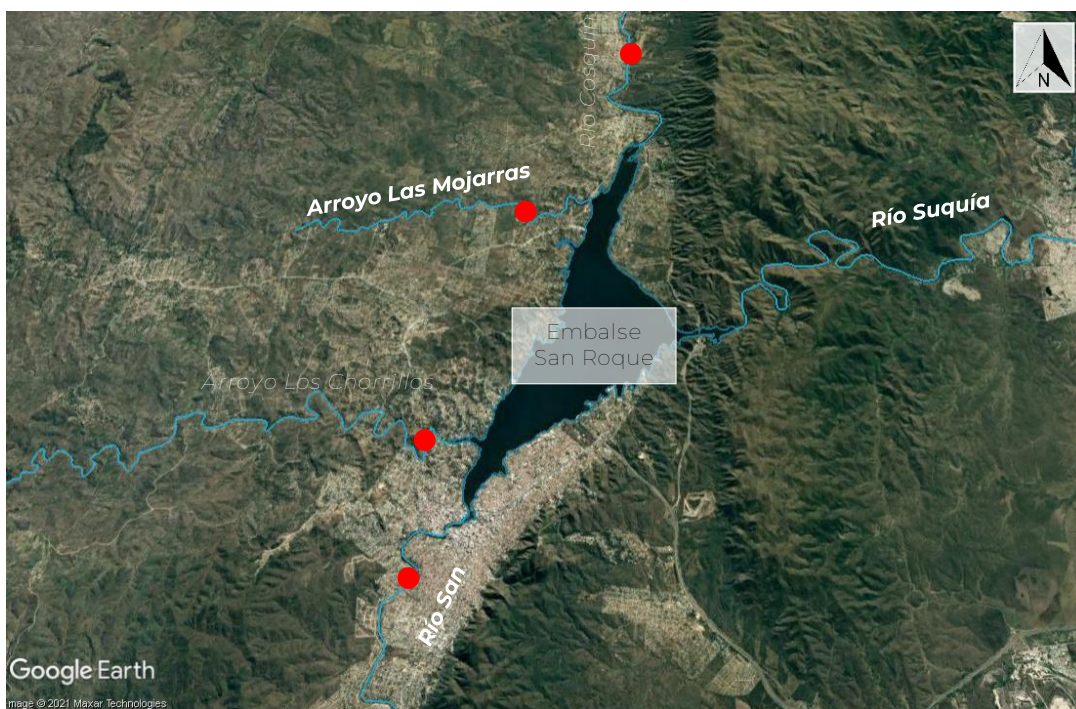 Río Cosquín
N
Arroyo Las Mojarras
Río Suquía
Embalse
San Roque
Arroyo Los Chorrillos
Río San
Google Earth
mage © 2021 Maxar Technologies